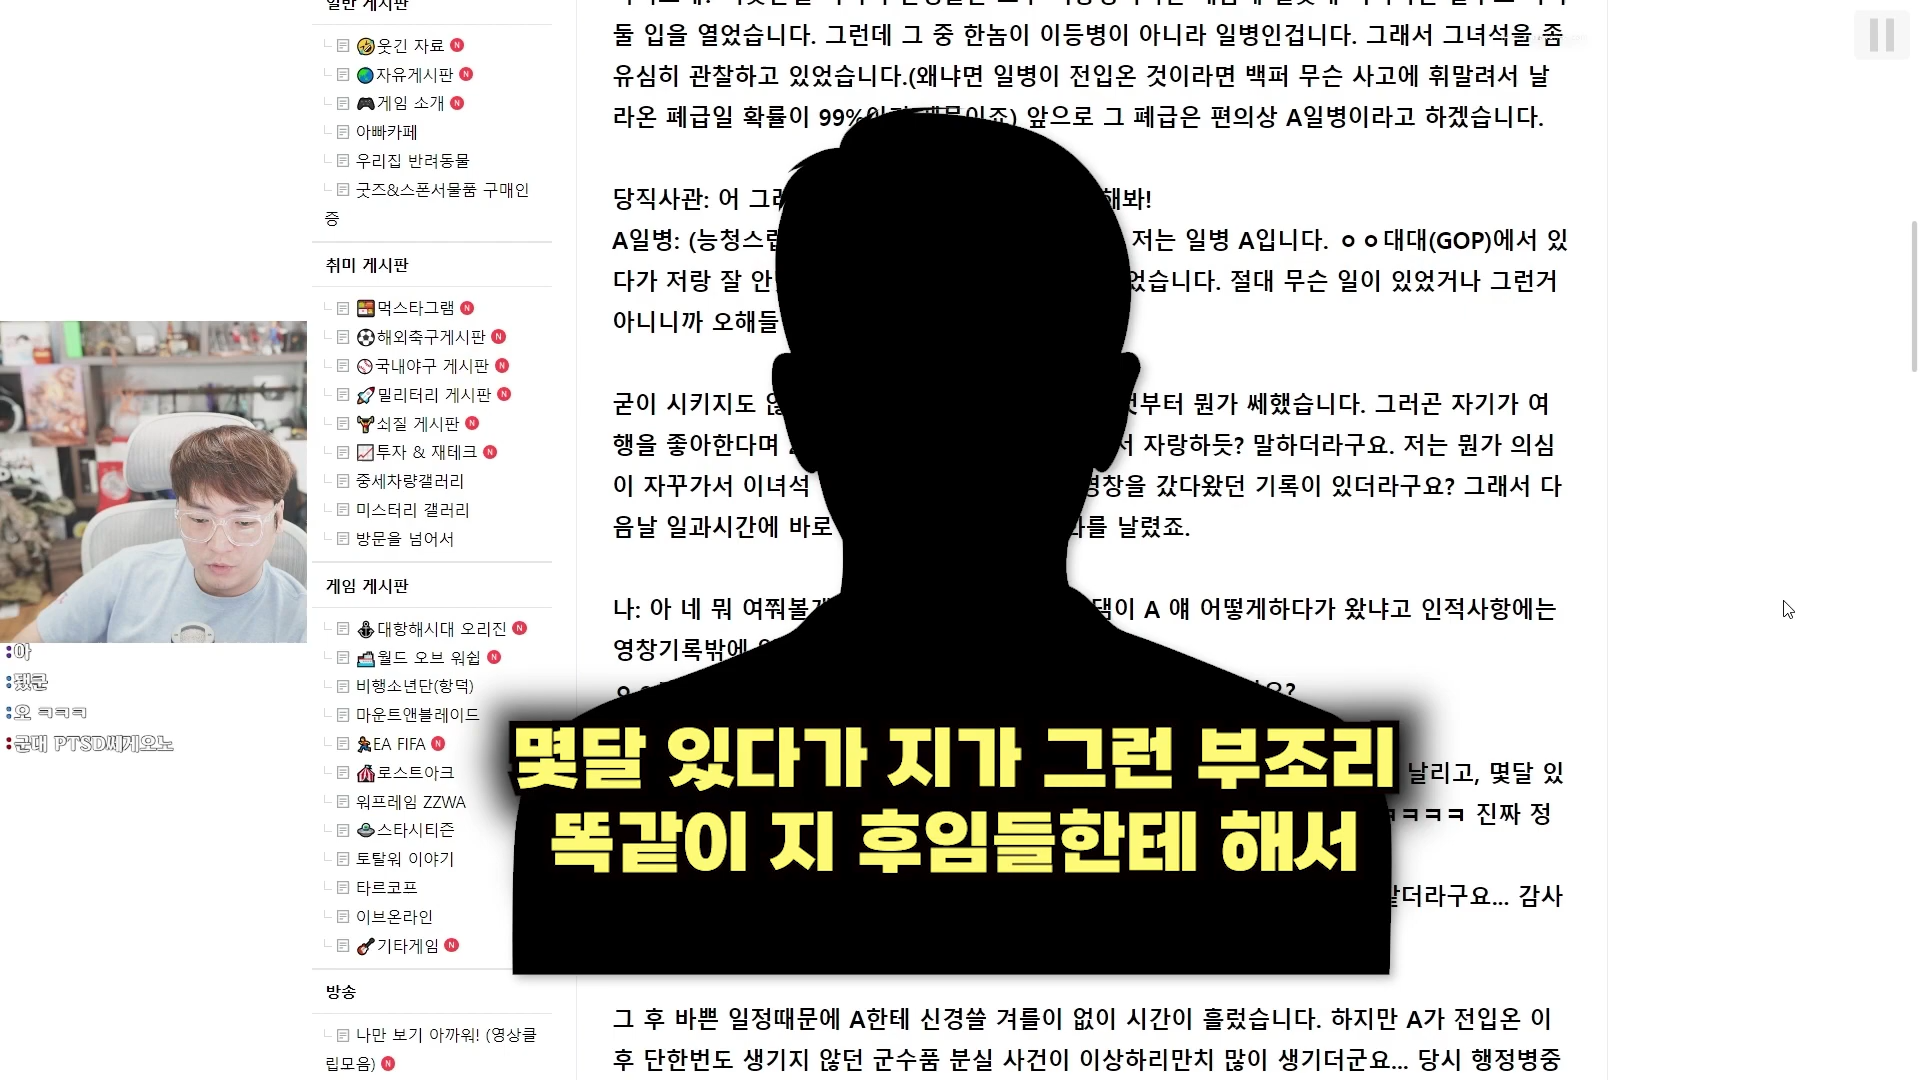 일반 게시판
🤣웃긴 자료 N
🌏자유게시판 N
🎮게임 소개 N
아빠카페
우리집 반려동물
굿즈&스폰서물품 구매인
증
취미 게시판
🍱먹스타그램 N
⚽해외축구게시판 N
⚾국내야구 게시판 N
🚀밀리터리 게시판 N
🏋쇠질 게시판 N
📈투자 & 재테크 N
중세차량갤러리
미스터리 갤러리
방문을 넘어서
게임 게시판
⚓대항해시대 오리진 N
🚢월드 오브 워쉽 N
비행소년단(항덕)
마운트앤블레이드
EA FIFA N
🎪로스트아크
워프레임 ZZWA
🛸스타시티즌
토탈워 이야기
타르코프
이브온라인
🎸기타게임 N
방송
나만 보기 아까워! (영상클
립모음) N
:아
:됐군
:오 ㅋㅋㅋ
:군대 PTSD쎄게오노
둘 입을 열었습니다. 그런데 그 중 한놈이 이등병이 아니라 일병인겁니다. 그래서 그녀석을 좀
유심히 관찰하고 있었습니다.(왜냐면 일병이 전입온 것이라면 백퍼 무슨 사고에 휘말려서 날
라온 폐급일 확률이 99% 앞으로 그 폐급은 편의상 A일병이라고 하겠습니다.
당직사관: 어 해봐!
A일병: 저는 일병 A입니다. ㅇㅇ대대(GOP)에서 있
다가 저랑 잘 었습니다. 절대 무슨 일이 있었거나 그런거
아니니까 오해들
굳이 시키지도 부터 뭔가 쎄했습니다. 그러곤 자기가 여
행을 좋아한다며 서 자랑하듯? 말하더라구요. 저는 뭔가 의심
이 자꾸가서 이녀석 영창을 갔다왔던 기록이 있더라구요? 그래서 다
음날 일과시간에 바로 를 날렸죠.
나: 아 네 뭐 A 얘 어떻게하다가 왔냐고 인적사항에는
영창기록밖에
날리고, 몇달 있
ㅋㅋㅋㅋ 진짜 정
같더라구요... 감사
몇달 있다가 지가 그런 부조리
똑같이 지 후임들한테 해서
그 후 바쁜 일정때문에 A한테 신경쓸 겨를이 없이 시간이 흘렀습니다. 하지만 A가 전입온 이
후 단한번도 생기지 않던 군수품 분실 사건이 이상하리만치 많이 생기더군요... 당시 행정병중